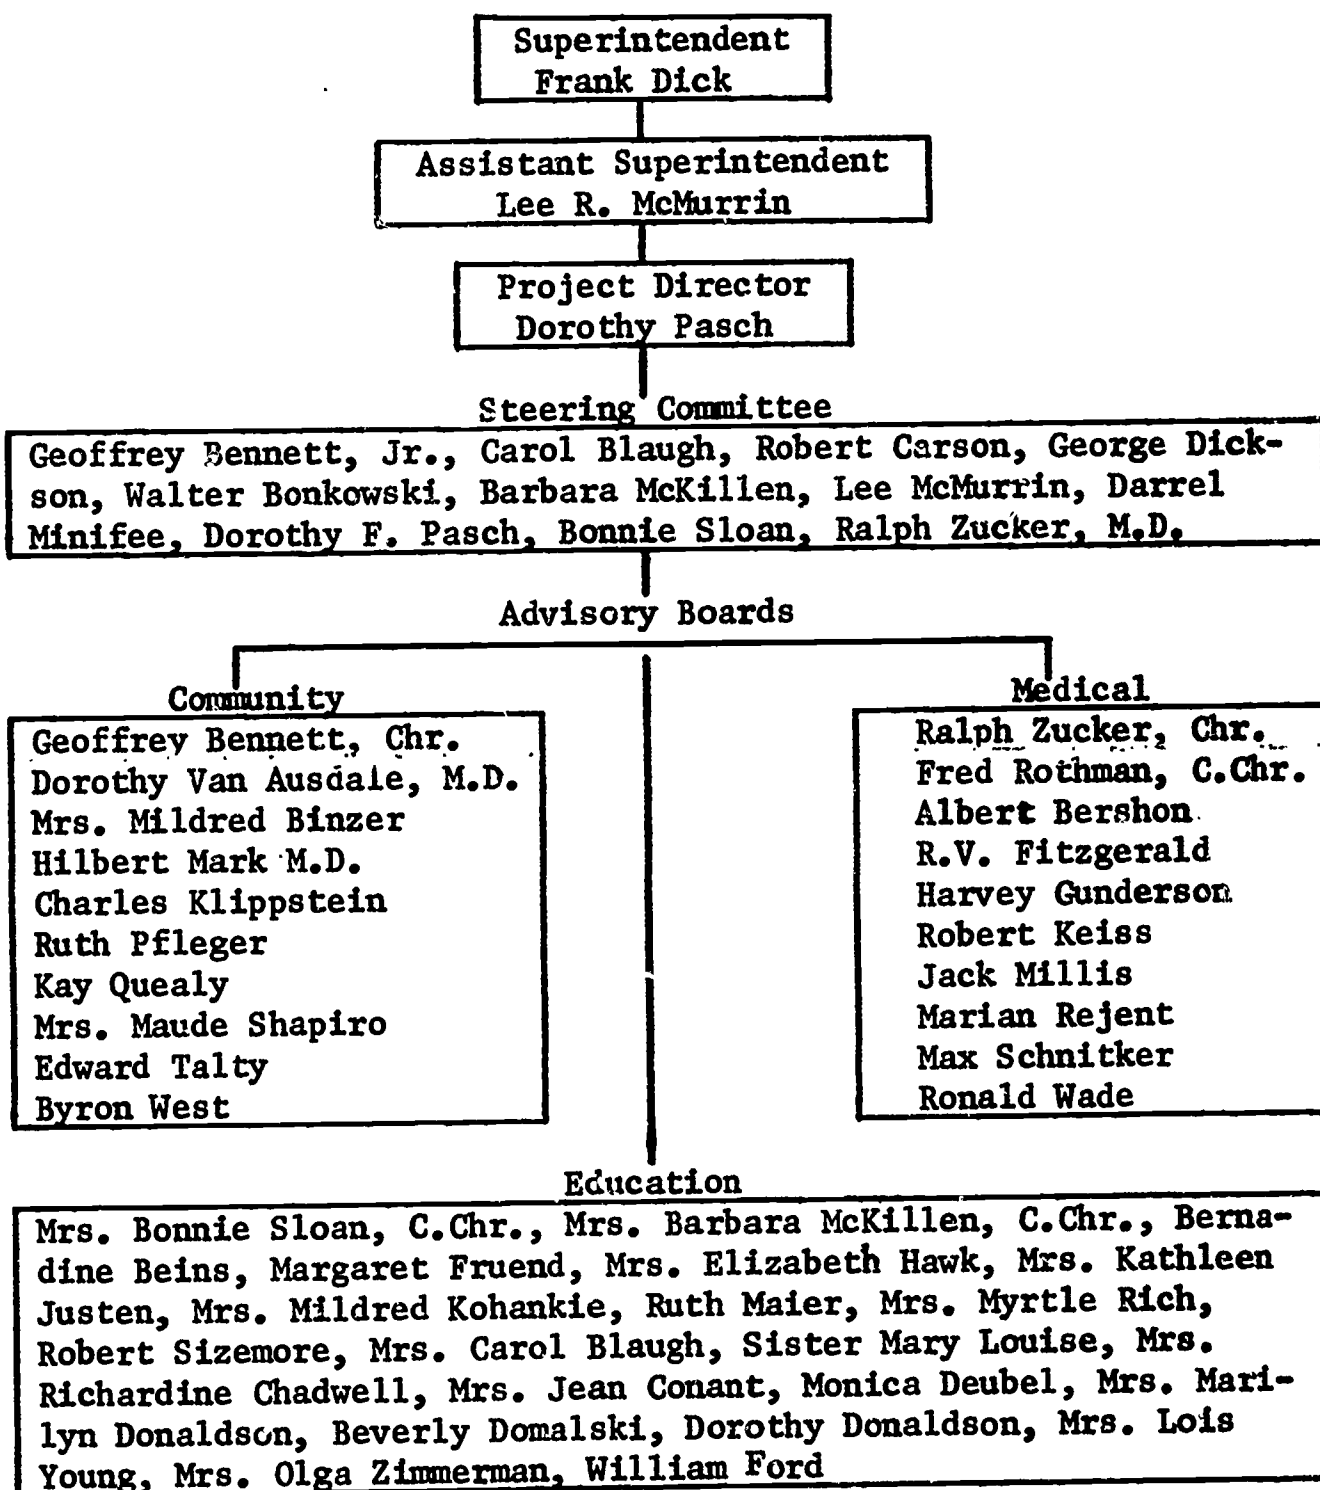 Superintendent
Frank Dick
Assistant Superintendent
Lee R. McMurrin
Project Director
Dorothy Pasch
Steering Committee
Geoffrey Bennett, Jr., Carol Blaugh, Robert Carson, George Dick-
son, Walter Bonkowski, Barbara McKillen, Lee McMurrin, Darrel
Minifee, Dorothy F. Pasch, Bonnie Sloan, Ralph Zucker, M.D.
Advisory Boards
Community
Geoffrey Bennett, Chr.
Dorothy Van Ausdale, M.D.
Mrs. Mildred Binzer
Hilbert Mark M.D.
Charles Klippstein
Ruth Pfleger
Kay Quealy
Mrs. Maude Shapiro
Edward Talty
Byron West
Medical
Ralph Zucker, Chr.
Fred Rothman, C.Chr.
Albert Bershon
R.V. Fitzgerald
Harvey Gunderson
Robert Keiss
Jack Millis
Marian Rejent
Max Schnitker
Ronald Wade
Education
Mrs. Bonnie Sloan, C.Chr., Mrs. Barbara McKillen, C.Chr., Berna-
dine Beins, Margaret Fruend, Mrs. Elizabeth Hawk, Mrs. Kathleen
Justen, Mrs. Mildred Kohankie, Ruth Maier, Mrs. Myrtle Rich,
Robert Sizemore, Mrs. Carol Blaugh, Sister Mary Louise, Mrs.
Richardine Chadwell, Mrs. Jean Conant, Monica Deubel, Mrs. Mari-
lyn Donaldson, Beverly Domalski, Dorothy Donaldson, Mrs. Lois
Young, Mrs. Olga Zimmerman, William Ford